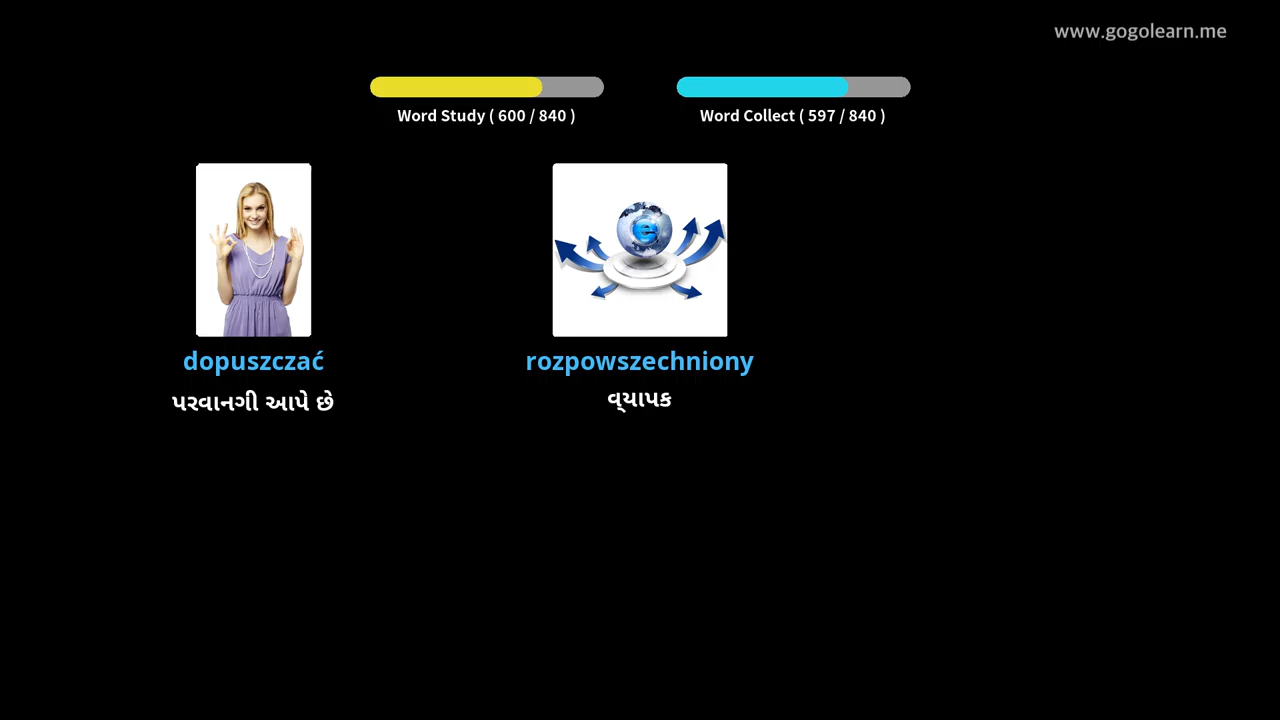 www.gogolearn.me
Word Study ( 600 / 840 )
Word Collect ( 597 / 840 )
e
dopuszczać
rozpowszechniony
પરવાનગી આપે છે
વ્યાપક